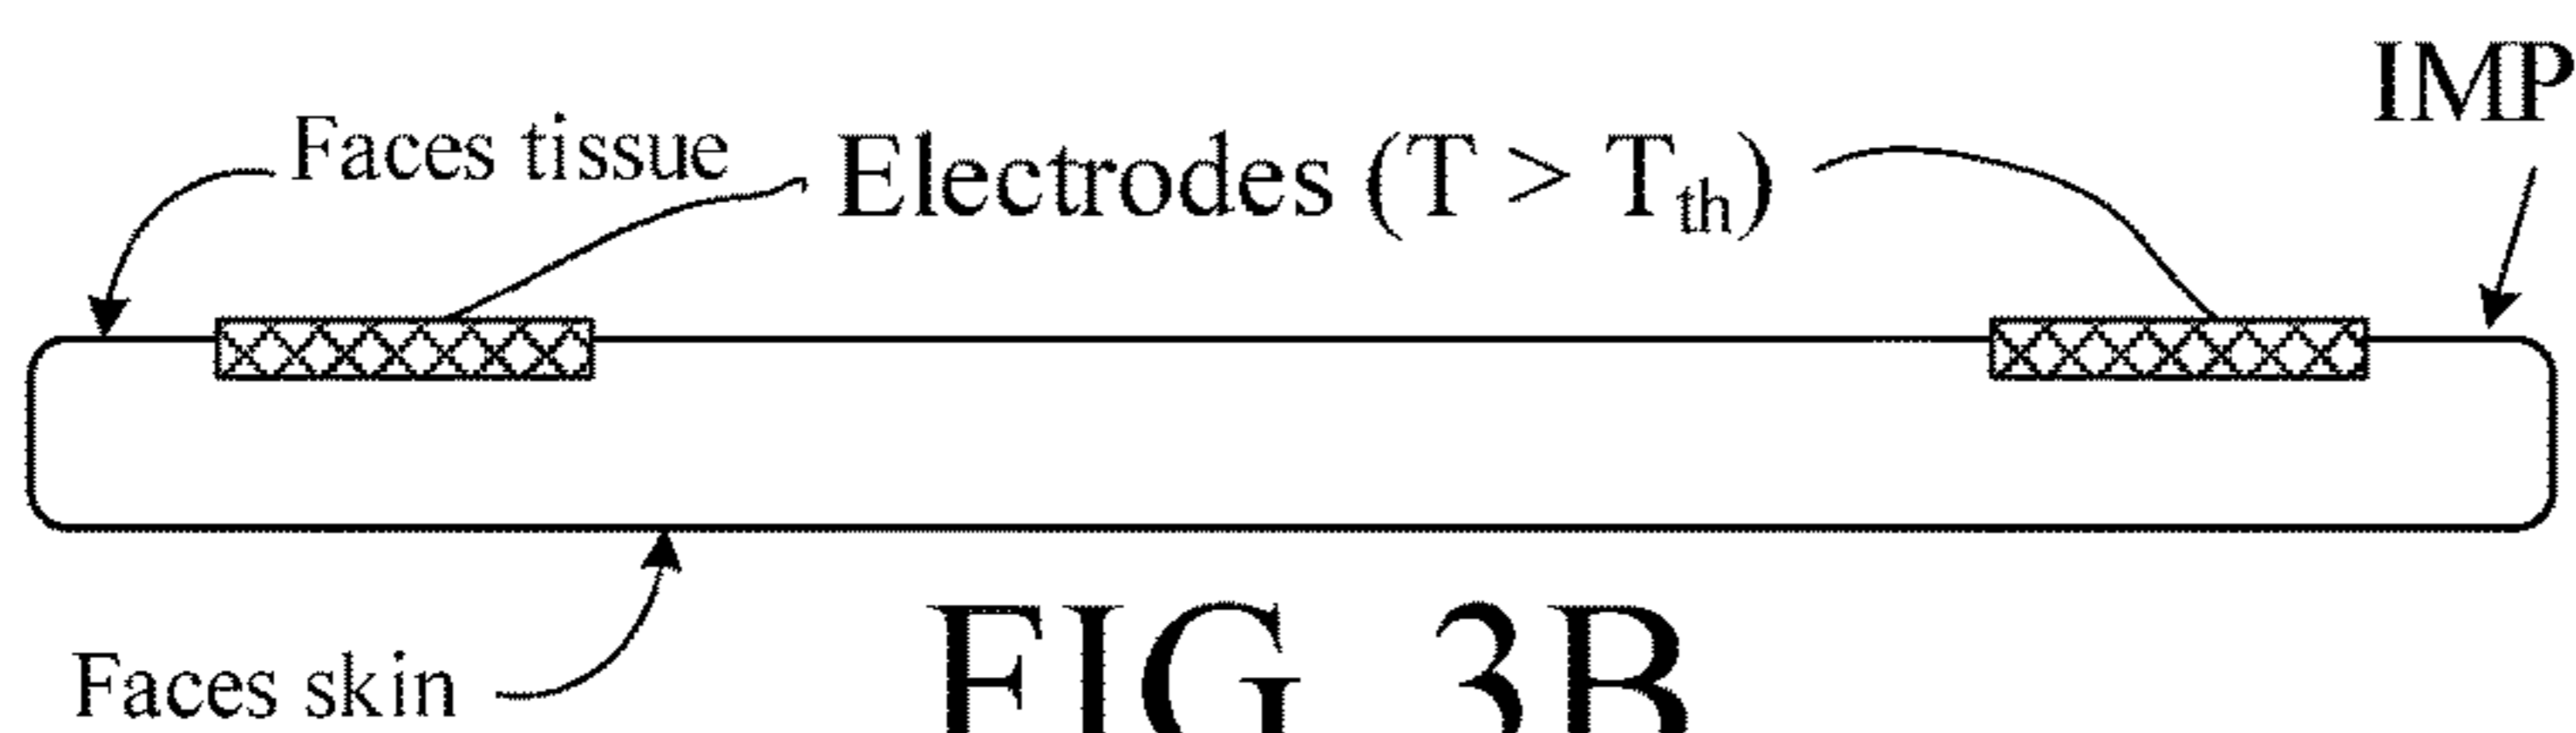 IMP
Faces tissue
Electrodes (T > Tth)
Faces skin
FIG. 3B